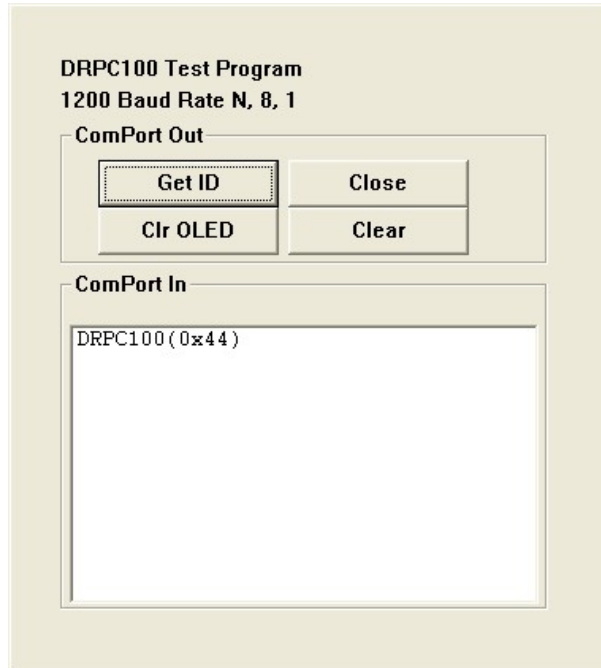 DRPC100 Test Program
1200 Baud Rate N, 8, 1
ComPort Out
Get ID Close
Clr OLED Clear
ComPort In
DRPC100(0x44)